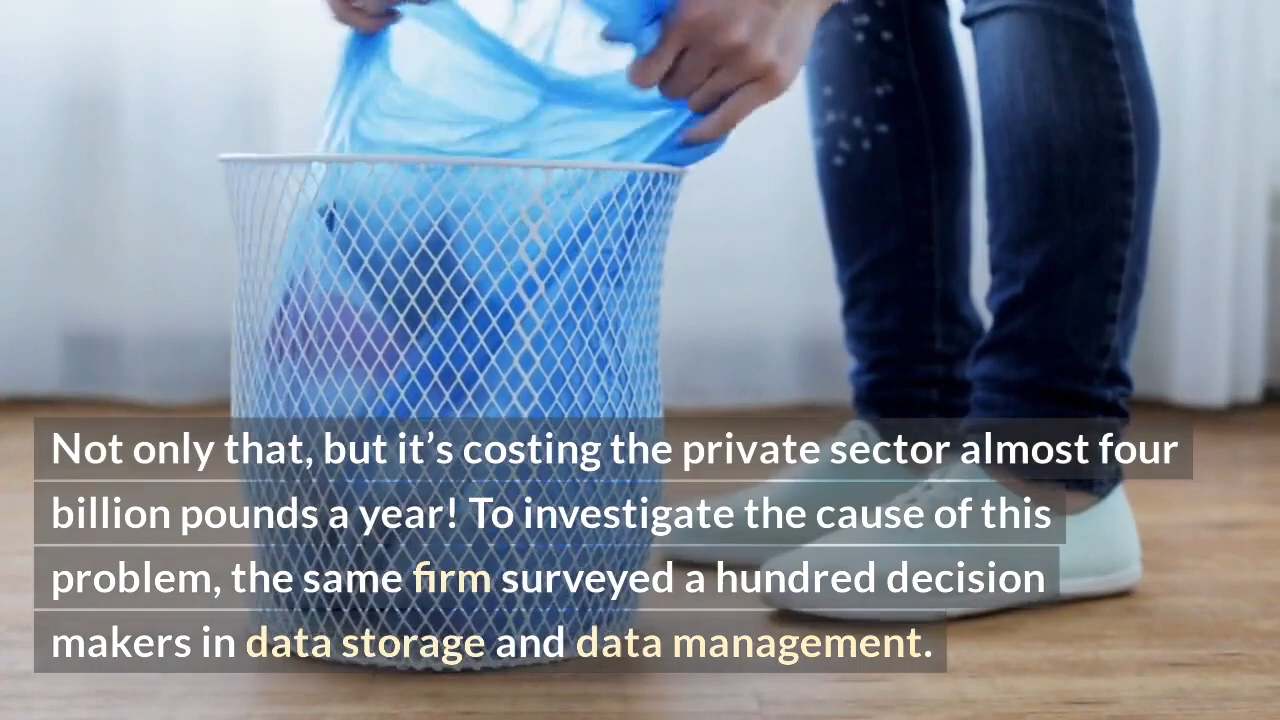 Not only that, but it’s costing the private sector almost four
billion pounds a year! To investigate the cause of this
problem, the same firm surveyed a hundred decision
makers in data storage and data management.